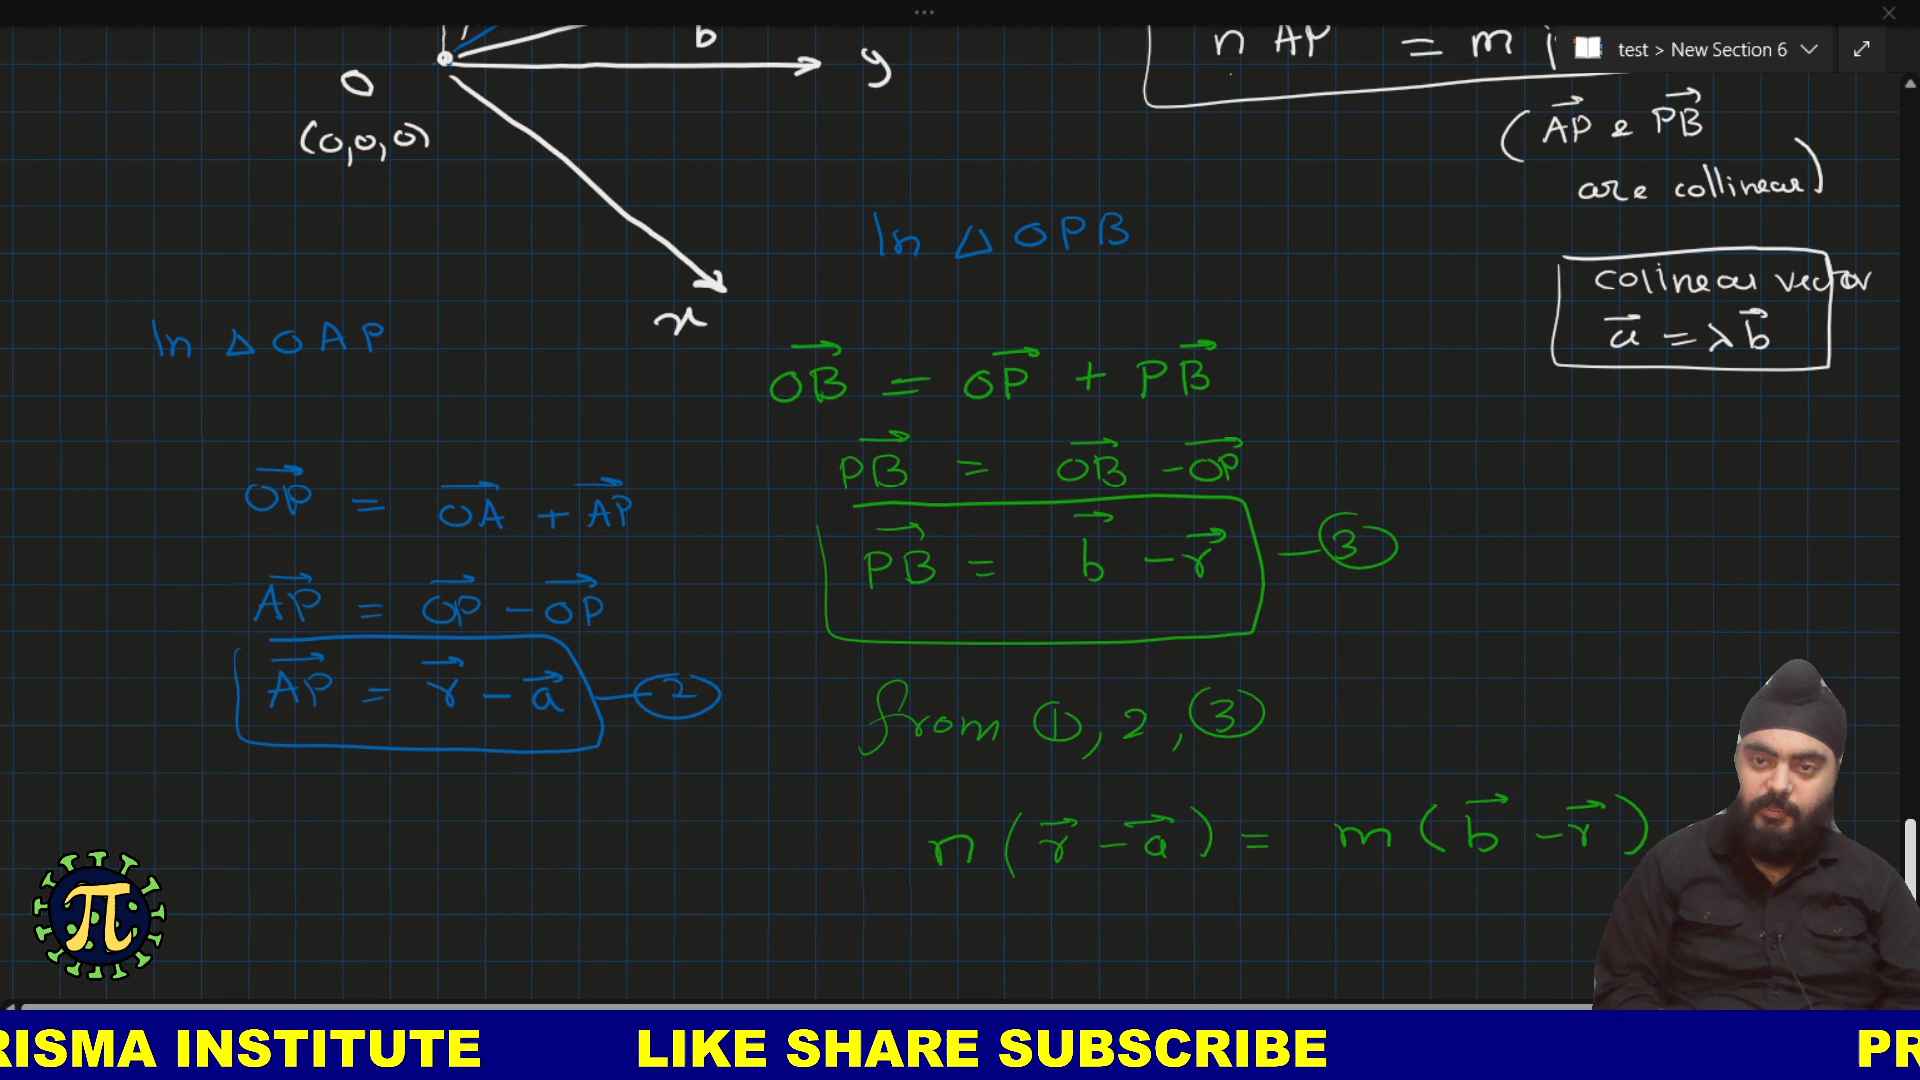 b
y
O
(0,0,0)
x
n AP = m
test > New Section 6
(AP & PB
are collinear)
colinear vector
a = λb
In △ OAP
OP = OA + AP
AP = OP - OP
AP = r - a — ②
In △ OPB
OB = OP + PB
PB = OB - OP
PB = b - r — ③
from ①, 2, ③
n (r - a) = m (b - r)
π
RISMA INSTITUTE LIKE SHARE SUBSCRIBE PR